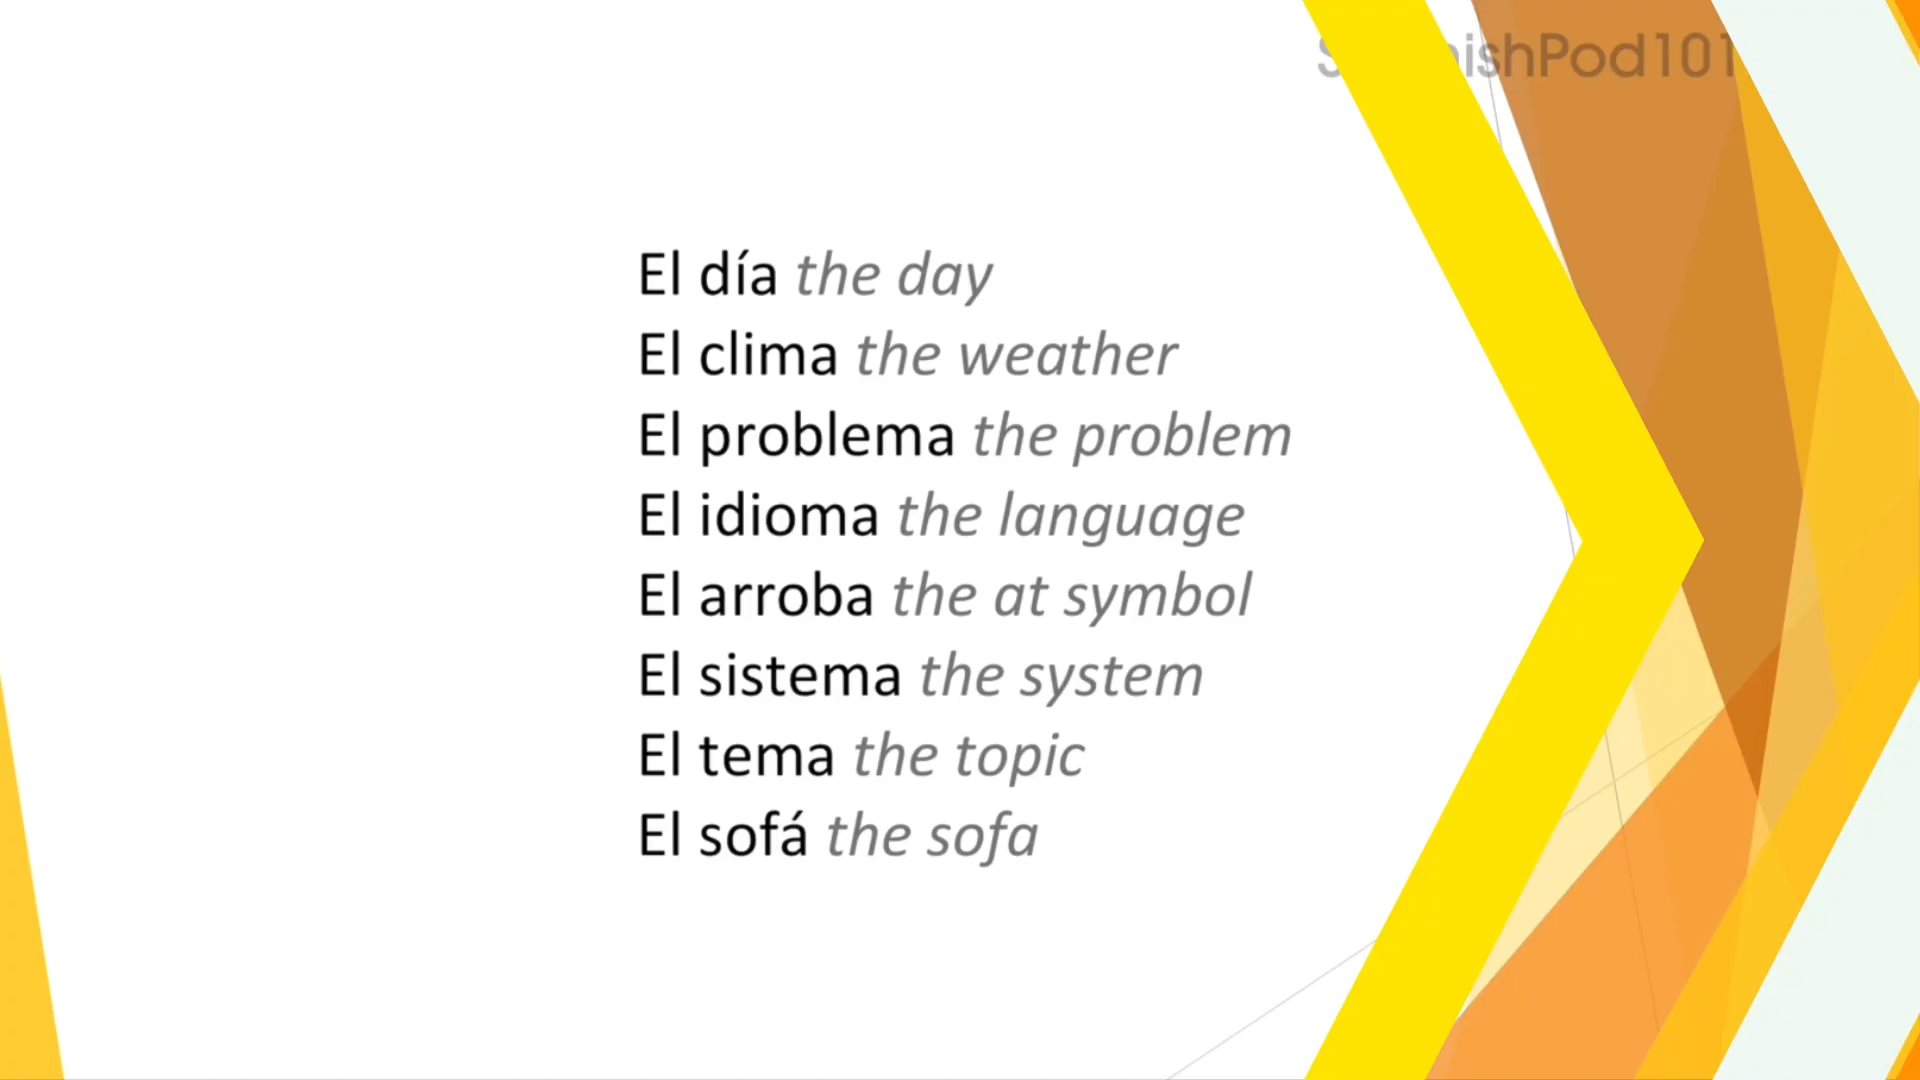 ishPod101
El día the day
El clima the weather
El problema the problem
El idioma the language
El arroba the at symbol
El sistema the system
El tema the topic
El sofá the sofa